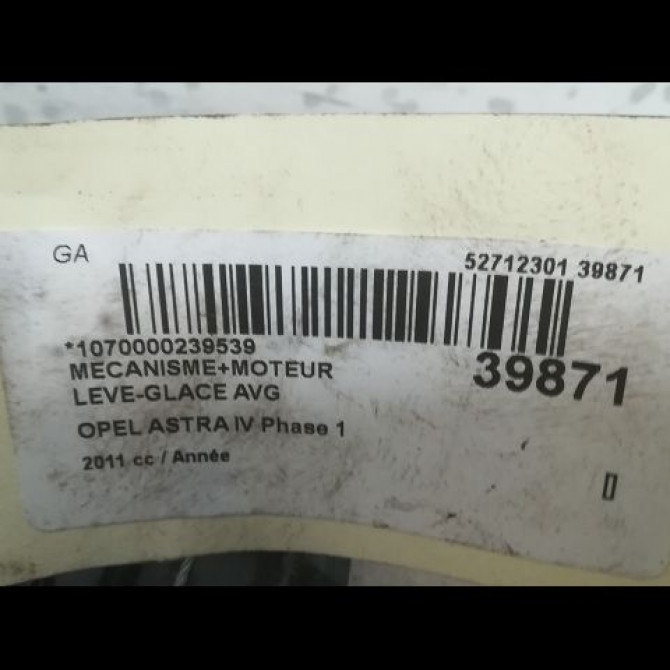 GA
52712301 39871
*1070000239539
39871
MECANISME+MOTEUR
LEVE-GLACE AVG
OPEL ASTRA IV Phase 1
2011 cc / Année